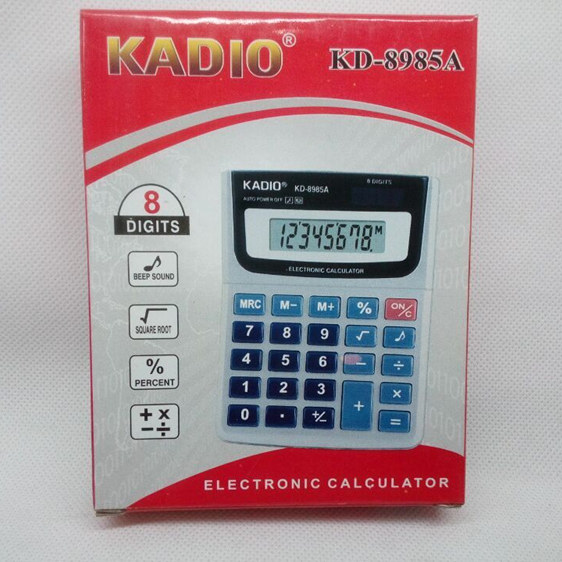 KADIO®
KD-8985A
8
DIGITS
BEEP SOUND
√
SQUARE ROOT
%
PERCENT
+ ×
− ÷
8 DIGITS
KADIO® KD-8985A
AUTO POWER OFF
12345678. M
ELECTRONIC CALCULATOR
MRC M− M+ % ON/C
7 8 9 √ ♪
4 5 6 − ÷
1 2 3 + ×
0 · +/− =
ELECTRONIC CALCULATOR